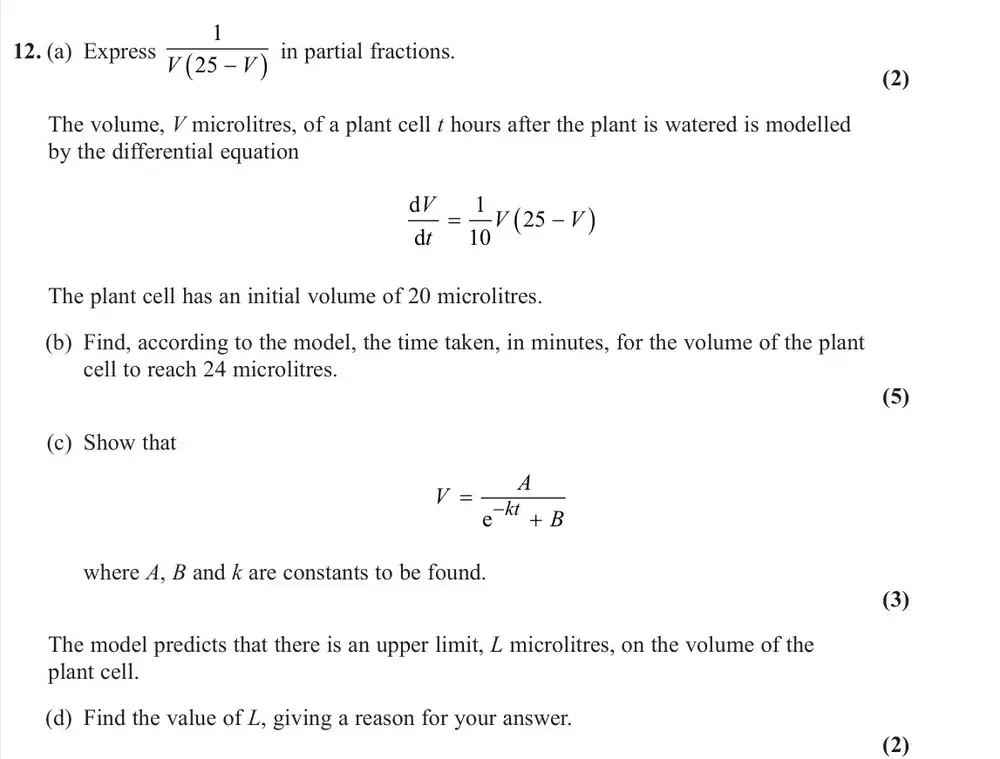 12. (a) Express 1/(V(25 – V)) in partial fractions.
(2)
The volume, V microlitres, of a plant cell t hours after the plant is watered is modelled
by the differential equation
dV/dt = 1/10 V(25 – V)
The plant cell has an initial volume of 20 microlitres.
(b) Find, according to the model, the time taken, in minutes, for the volume of the plant
cell to reach 24 microlitres.
(5)
(c) Show that
V = A/(e^(–kt) + B)
where A, B and k are constants to be found.
(3)
The model predicts that there is an upper limit, L microlitres, on the volume of the
plant cell.
(d) Find the value of L, giving a reason for your answer.
(2)